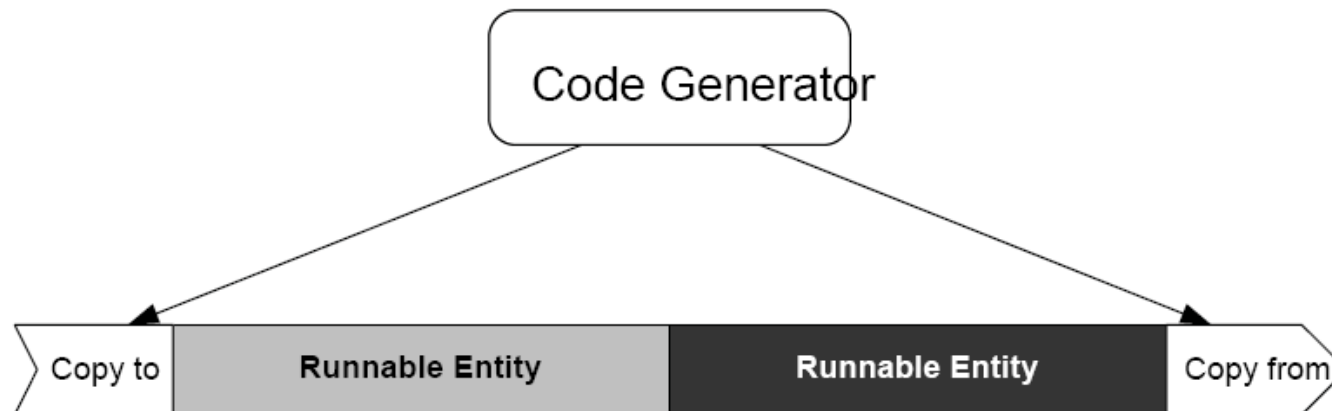 Code Generator
Copy to
Runnable Entity
Runnable Entity
Copy from